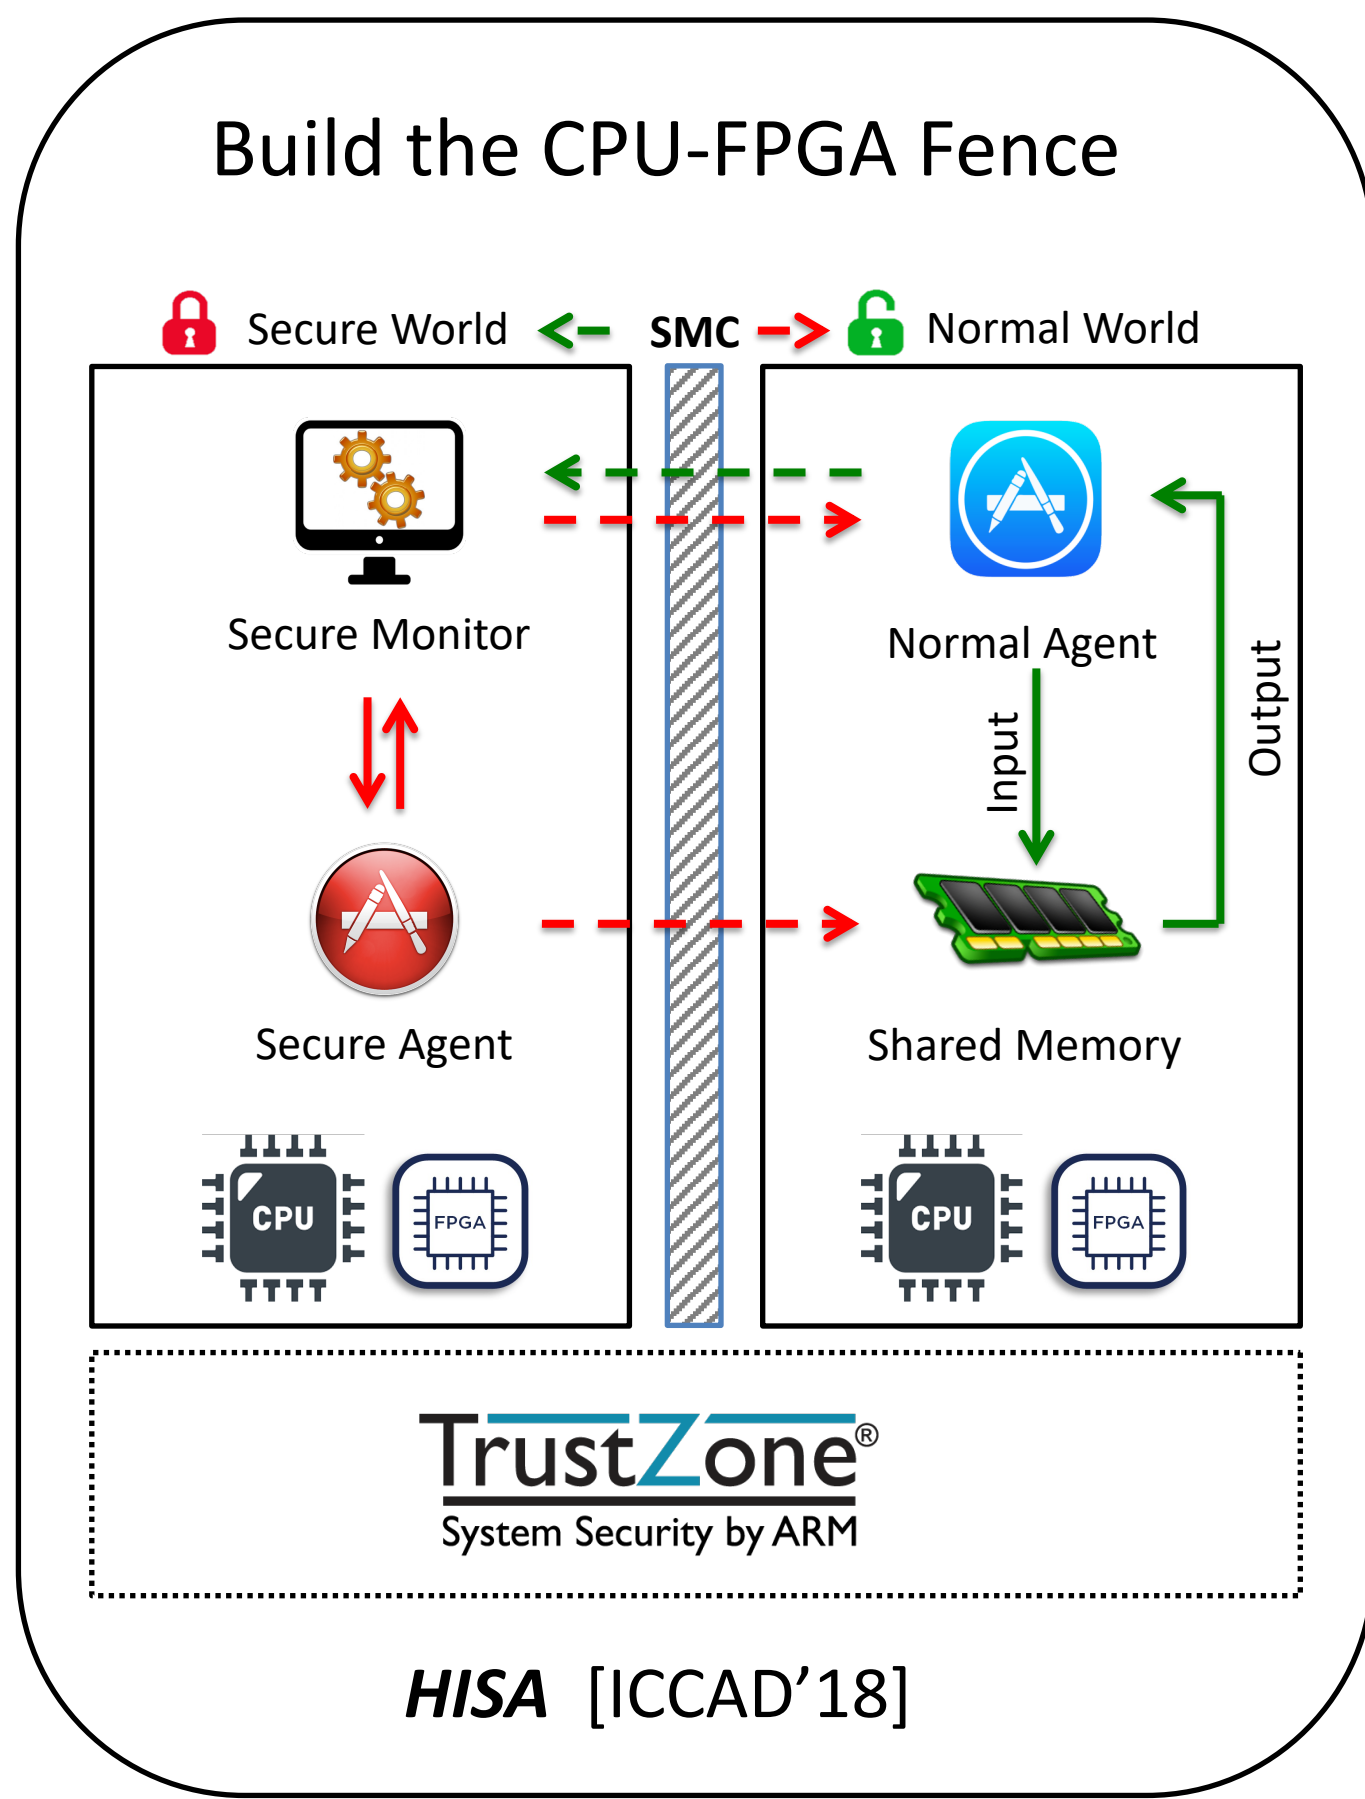 Build the CPU-FPGA Fence
Secure World
SMC
Normal World
Secure Monitor
Normal Agent
Input
Output
Secure Agent
Shared Memory
CPU
FPGA
CPU
FPGA
TrustZone®
System Security by ARM
HISA [ICCAD’18]